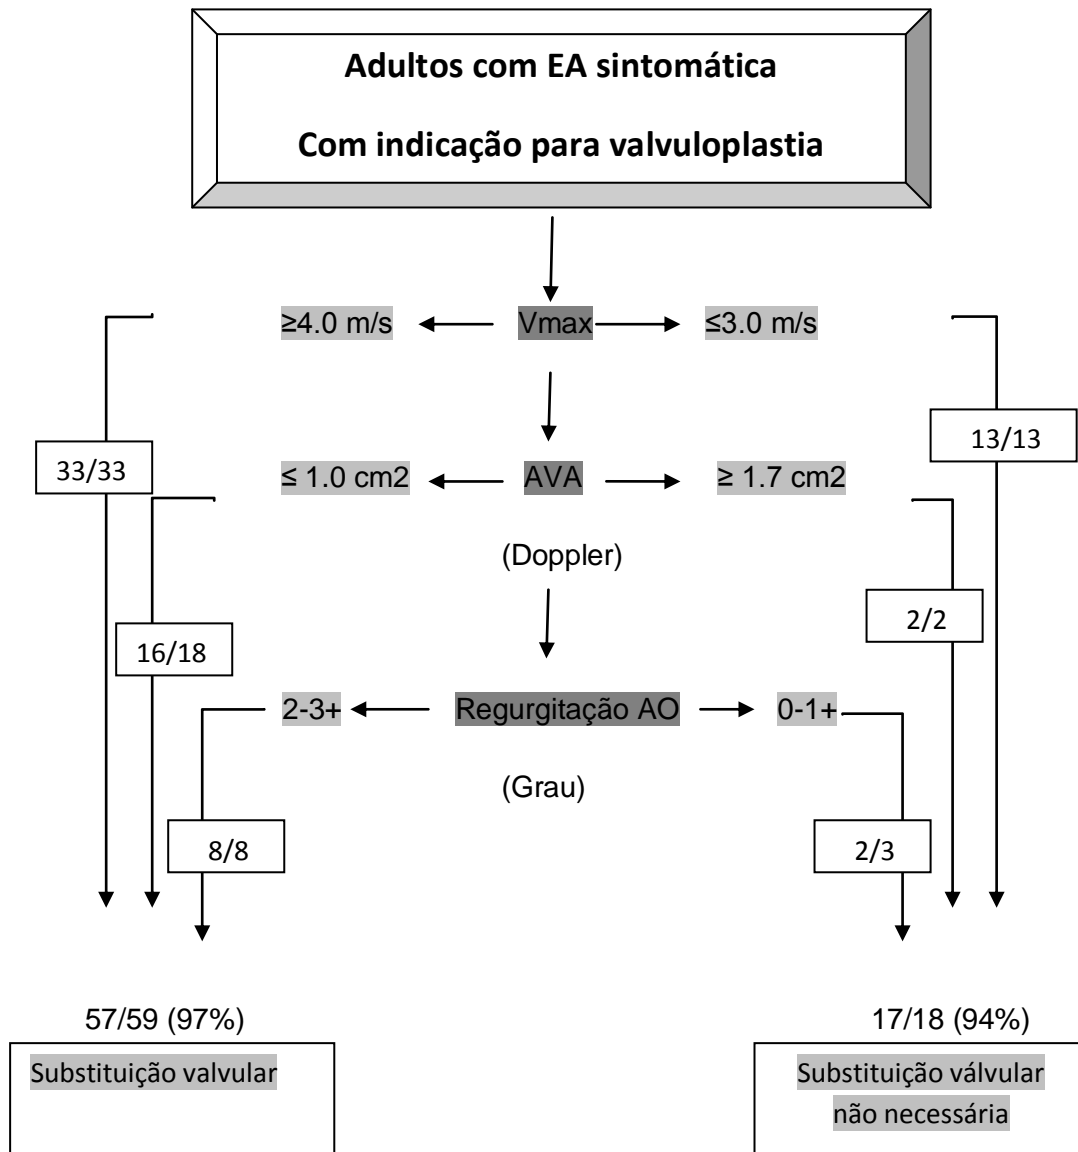 Adultos com EA sintomática
Com indicação para valvuloplastia
≥4.0 m/s
Vmax
≤3.0 m/s
33/33
13/13
≤ 1.0 cm2
AVA
≥ 1.7 cm2
(Doppler)
16/18
2/2
2-3+
Regurgitação AO
0-1+
(Grau)
8/8
2/3
57/59 (97%)
17/18 (94%)
Substituição valvular
Substituição válvular
não necessária